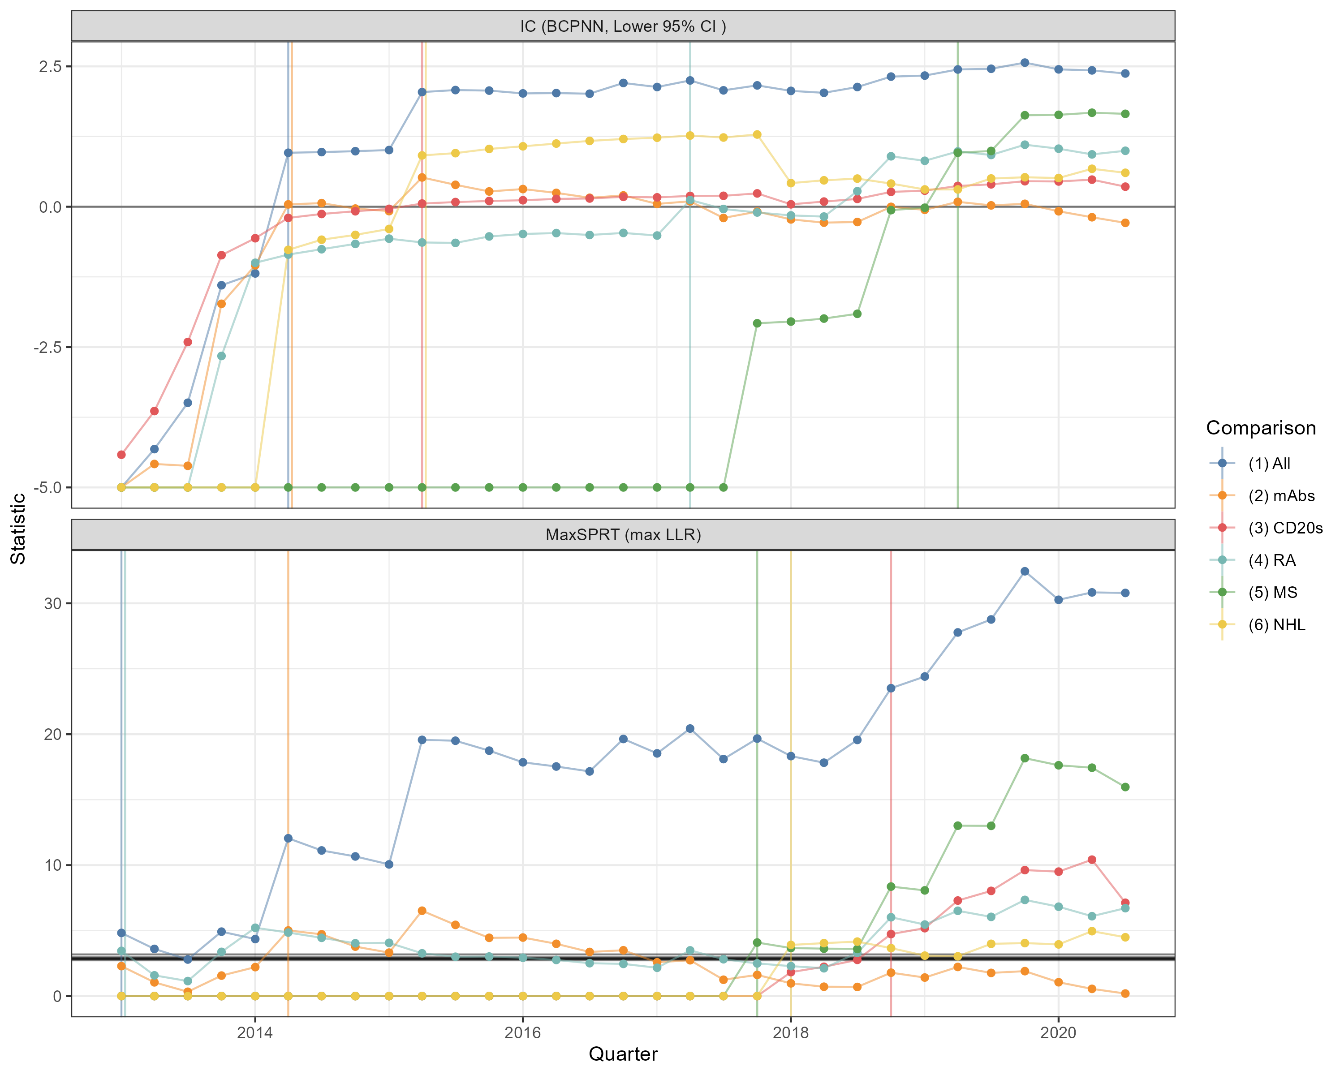 IC (BCPNN, Lower 95% CI )
2.5
0.0
-2.5
-5.0
Statistic
MaxSPRT (max LLR)
30
20
10
0
2014
2016
2018
2020
Quarter
Comparison
(1) All
(2) mAbs
(3) CD20s
(4) RA
(5) MS
(6) NHL